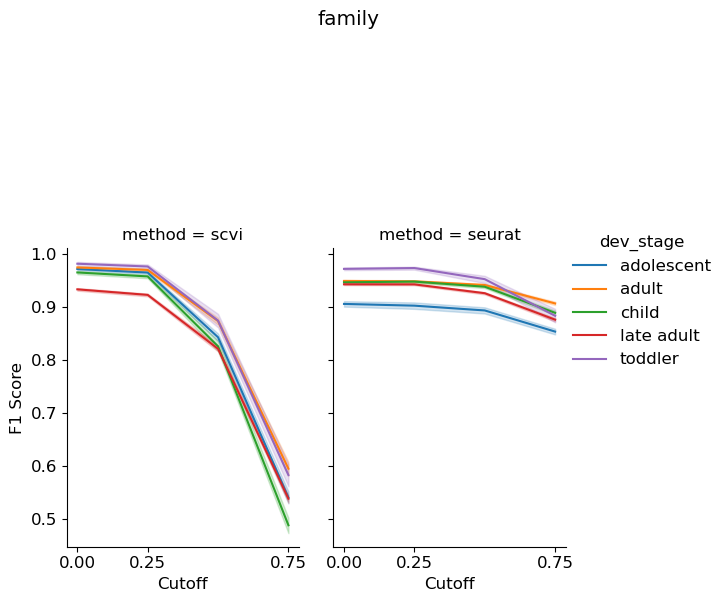 family
method = scvi
method = seurat
dev_stage
adolescent
adult
child
late adult
toddler
F1 Score
1.0
0.9
0.8
0.7
0.6
0.5
0.00
0.25
0.75
0.00
0.25
0.75
Cutoff
Cutoff